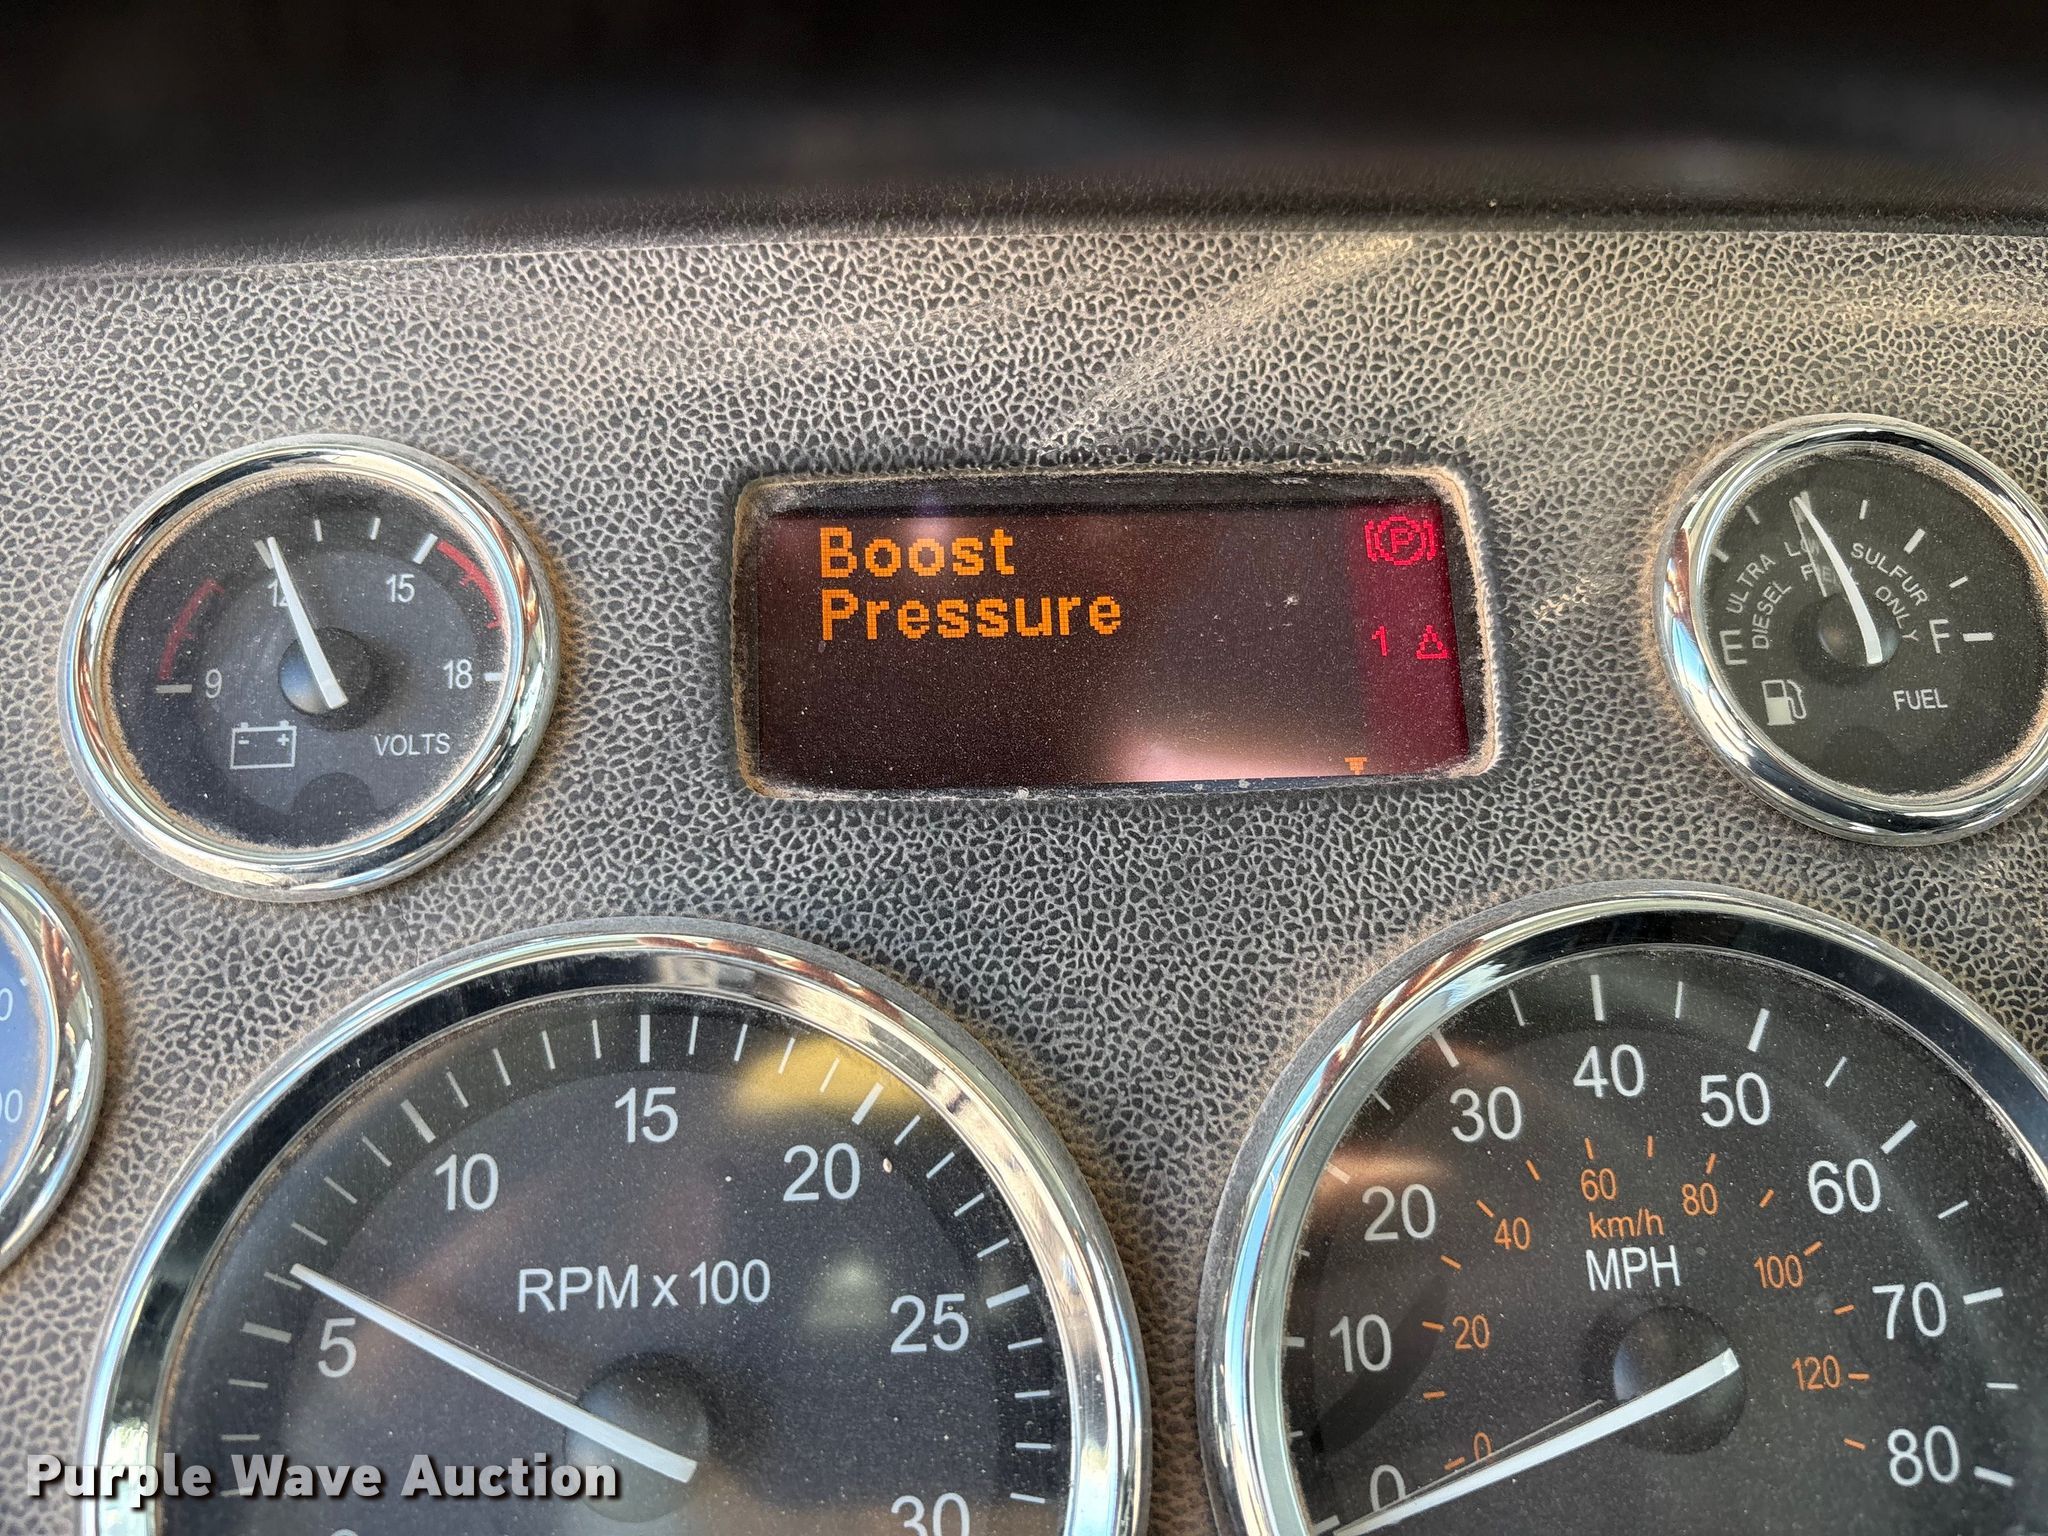 Boost
Pressure
P
1
12
15
9
18
VOLTS
ULTRA LOW SULFUR
DIESEL FUEL ONLY
E
F
FUEL
5
10
15
20
25
30
RPM x 100
0
10
20
30
40
50
60
70
80
MPH
km/h
0
20
40
60
80
100
120
Purple Wave Auction